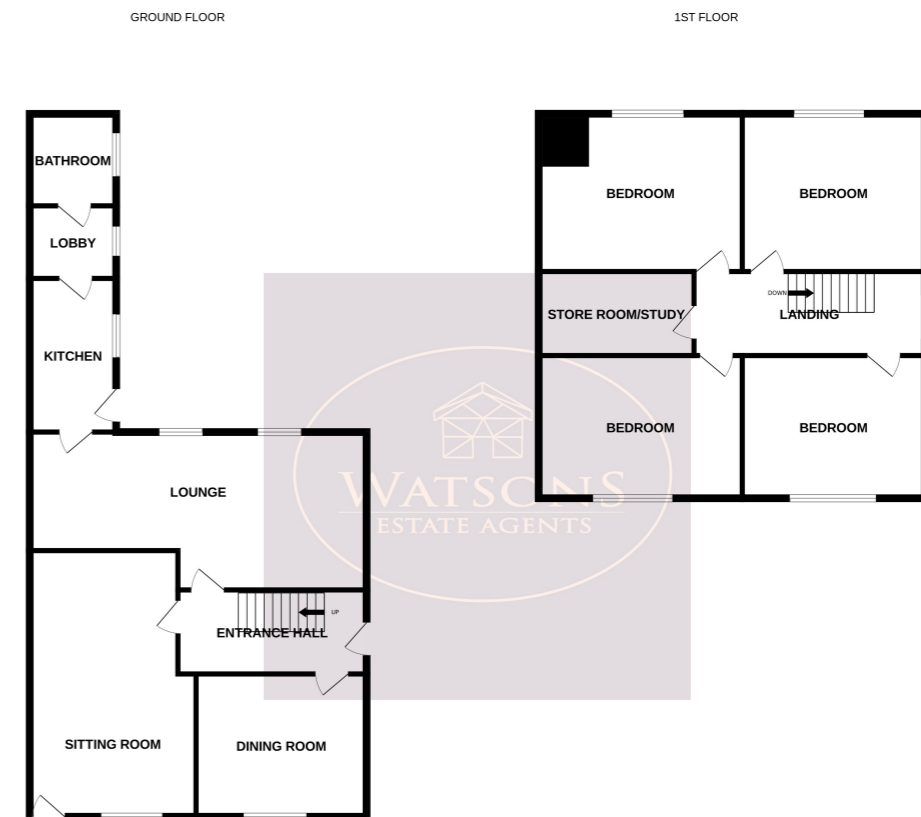 GROUND FLOOR
BATHROOM
LOBBY
KITCHEN
LOUNGE
UP
ENTRANCE HALL
SITTING ROOM
DINING ROOM
1ST FLOOR
BEDROOM
BEDROOM
DOWN
STORE ROOM/STUDY
LANDING
BEDROOM
BEDROOM
WATSONS
ESTATE AGENTS